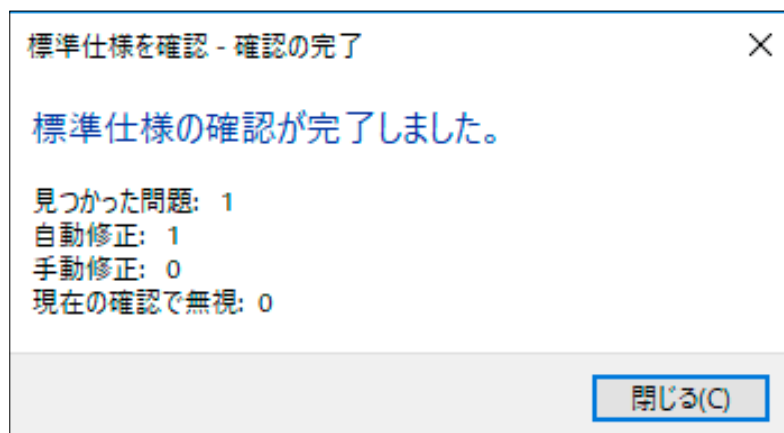 標準仕様を確認 - 確認の完了
標準仕様の確認が完了しました。
見つかった問題: 1
自動修正: 1
手動修正: 0
現在の確認で無視: 0
閉じる(C)